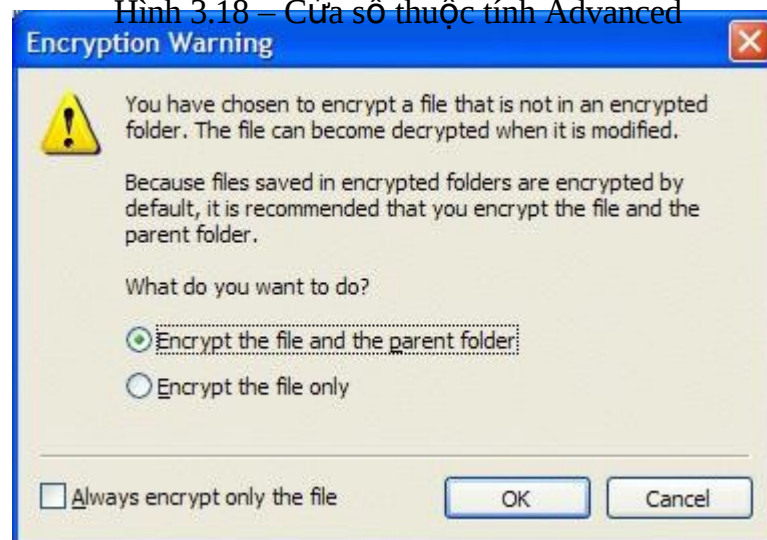 Hình 3.18 – Cửa sổ thuộc tính Advanced
Encryption Warning
You have chosen to encrypt a file that is not in an encrypted
folder. The file can become decrypted when it is modified.
Because files saved in encrypted folders are encrypted by
default, it is recommended that you encrypt the file and the
parent folder.
What do you want to do?
Encrypt the file and the parent folder
Encrypt the file only
Always encrypt only the file
OK
Cancel